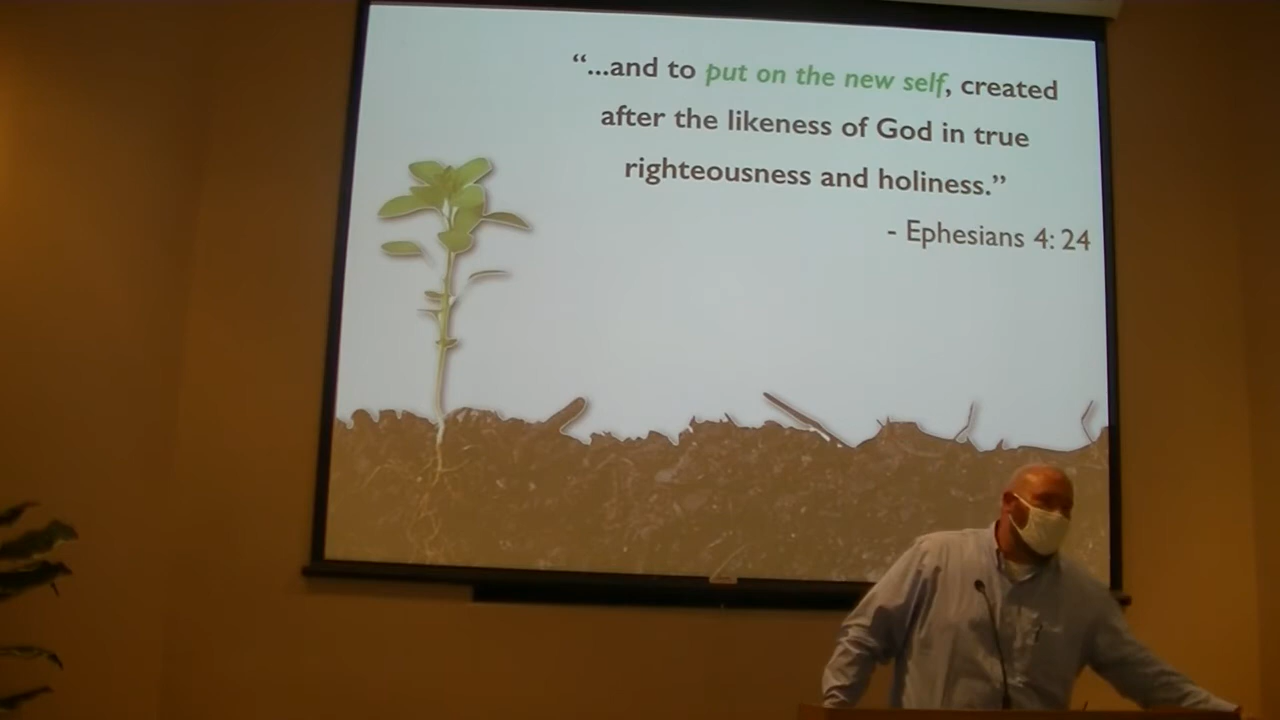 “...and to put on the new self, created
after the likeness of God in true
righteousness and holiness.”
- Ephesians 4: 24